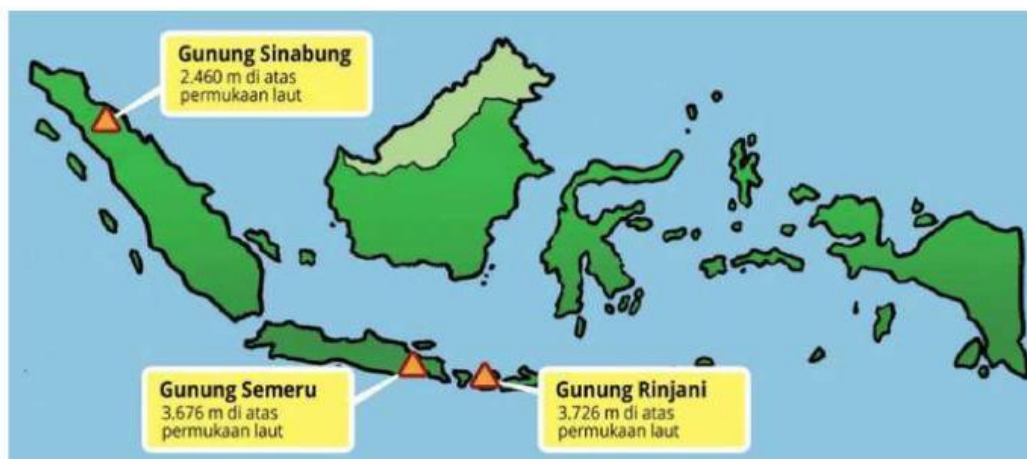 Gunung Sinabung
2.460 m di atas
permukaan laut
Gunung Semeru
3.676 m di atas
permukaan laut
Gunung Rinjani
3.726 m di atas
permukaan laut